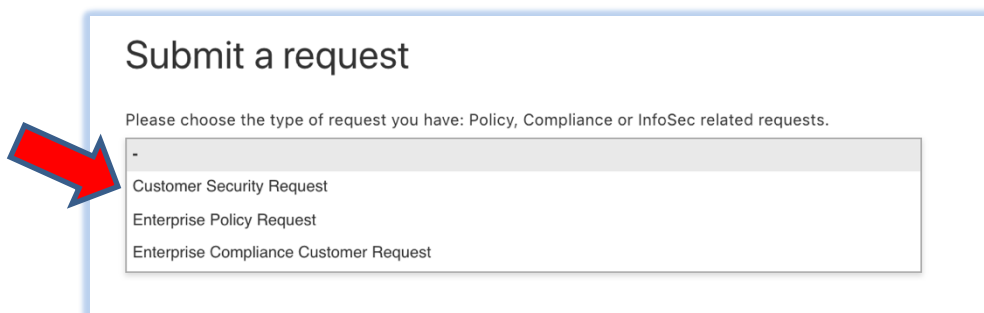 Submit a request
Please choose the type of request you have: Policy, Compliance or InfoSec related requests.
-
Customer Security Request
Enterprise Policy Request
Enterprise Compliance Customer Request